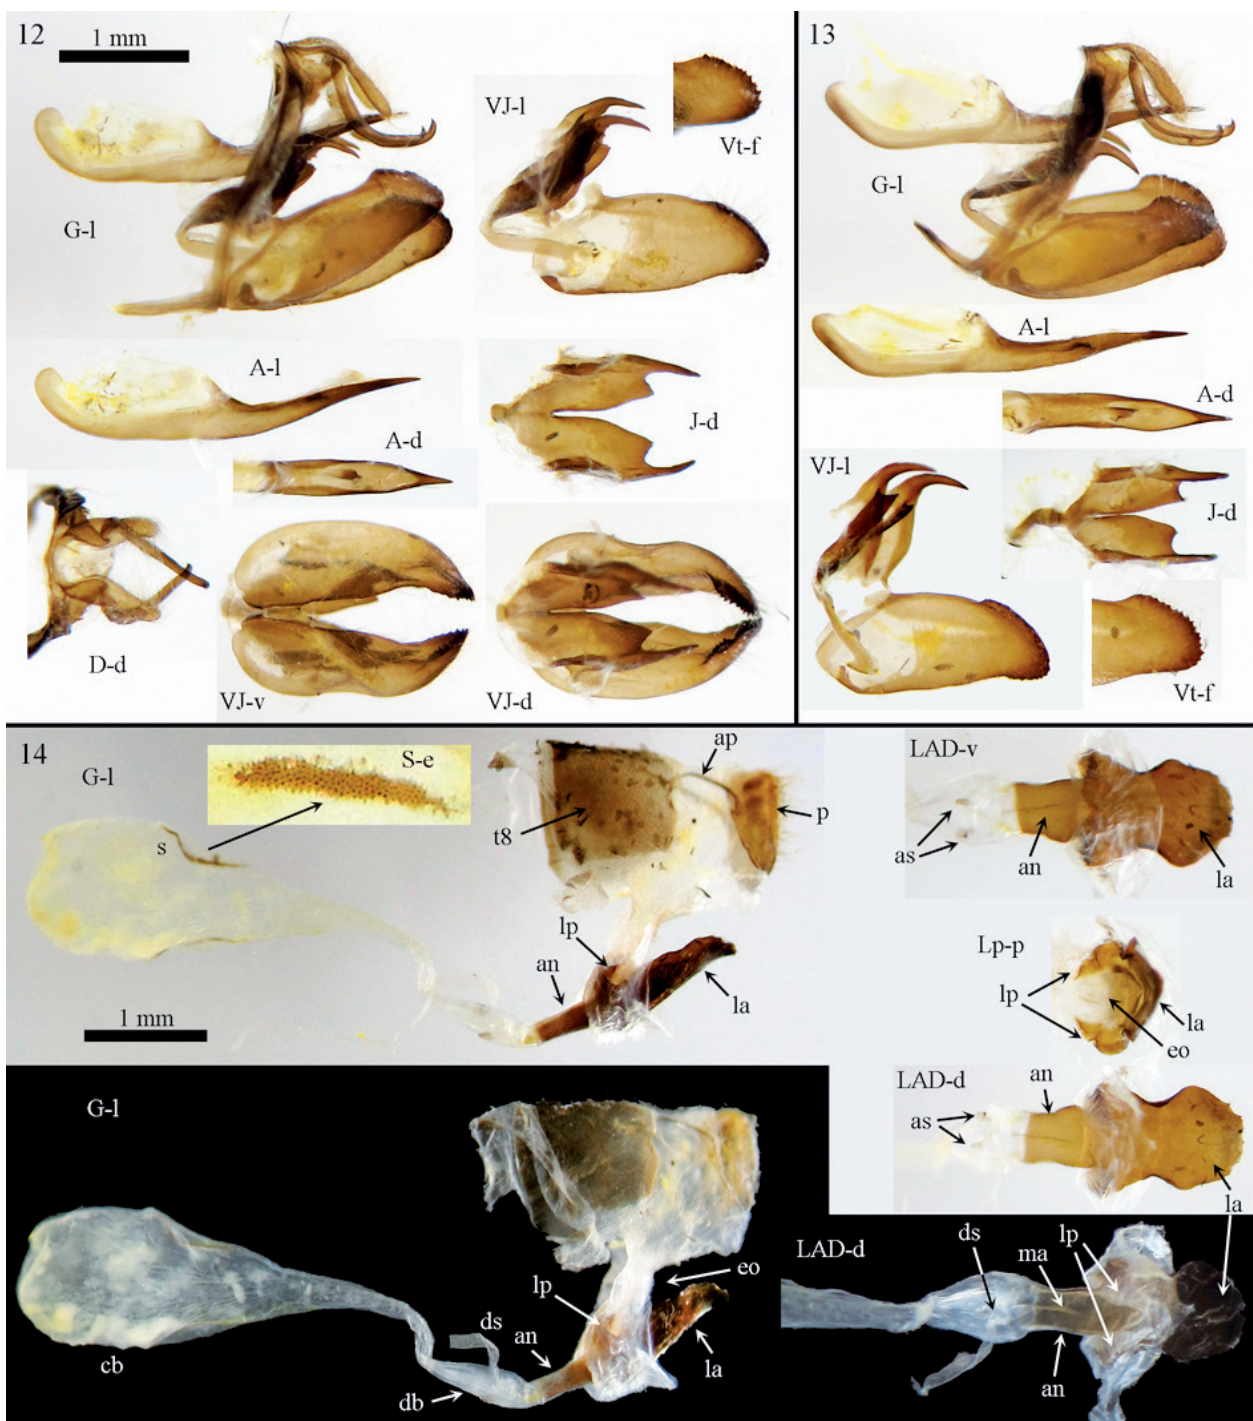 12
1 mm
G-l
VJ-l
Vt-f
A-l
J-d
A-d
D-d
VJ-v
VJ-d
13
G-l
A-l
A-d
VJ-l
J-d
Vt-f
14
G-l
S-e
s
ap
t8
p
lp
an
la
1 mm
LAD-v
as
an
la
Lp-p
lp
la
eo
LAD-d
an
as
la
G-l
cb
lp
eo
ds
an
la
db
LAD-d
ds
ma
lp
an